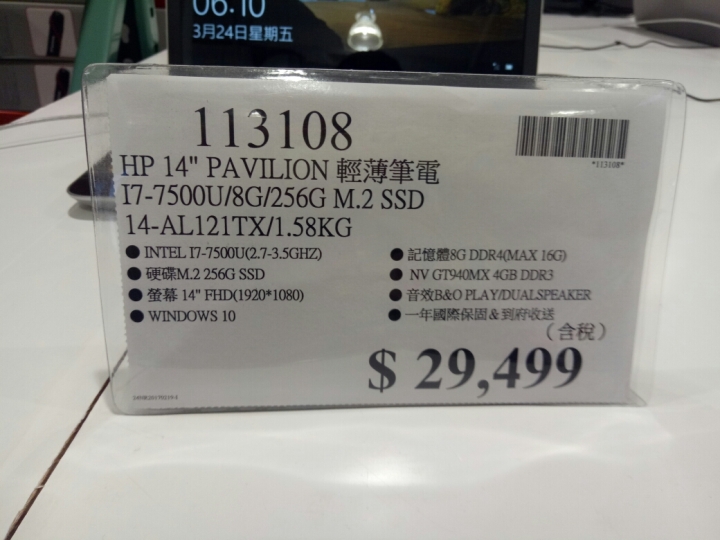 06:10
3月24日星期五
113108
*113108*
HP 14" PAVILION 輕薄筆電
I7-7500U/8G/256G M.2 SSD
14-AL121TX/1.58KG
● INTEL I7-7500U(2.7-3.5GHZ)
● 硬碟M.2 256G SSD
● 螢幕 14" FHD(1920*1080)
● WINDOWS 10
● 記憶體8G DDR4(MAX 16G)
● NV GT940MX 4GB DDR3
● 音效B&O PLAY/DUALSPEAKER
● 一年國際保固&到府收送
(含稅)
$ 29,499